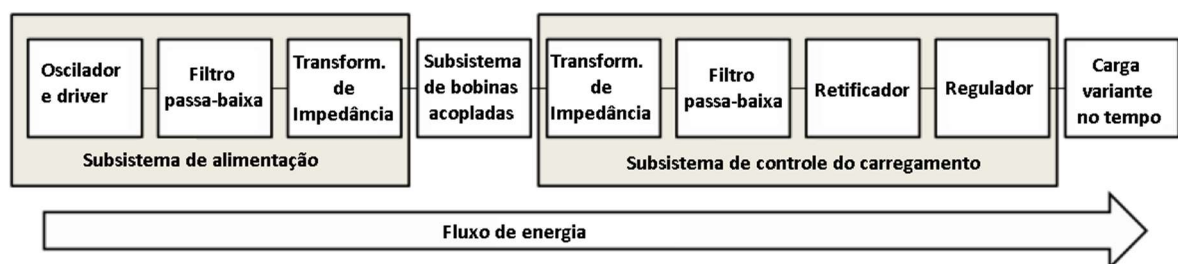 Oscilador
e driver
Filtro
passa-baixa
Transform.
de
Impedância
Subsistema de alimentação
Subsistema
de bobinas
acopladas
Transform.
de
Impedância
Filtro
passa-baixa
Retificador
Regulador
Subsistema de controle do carregamento
Carga
variante
no tempo
Fluxo de energia